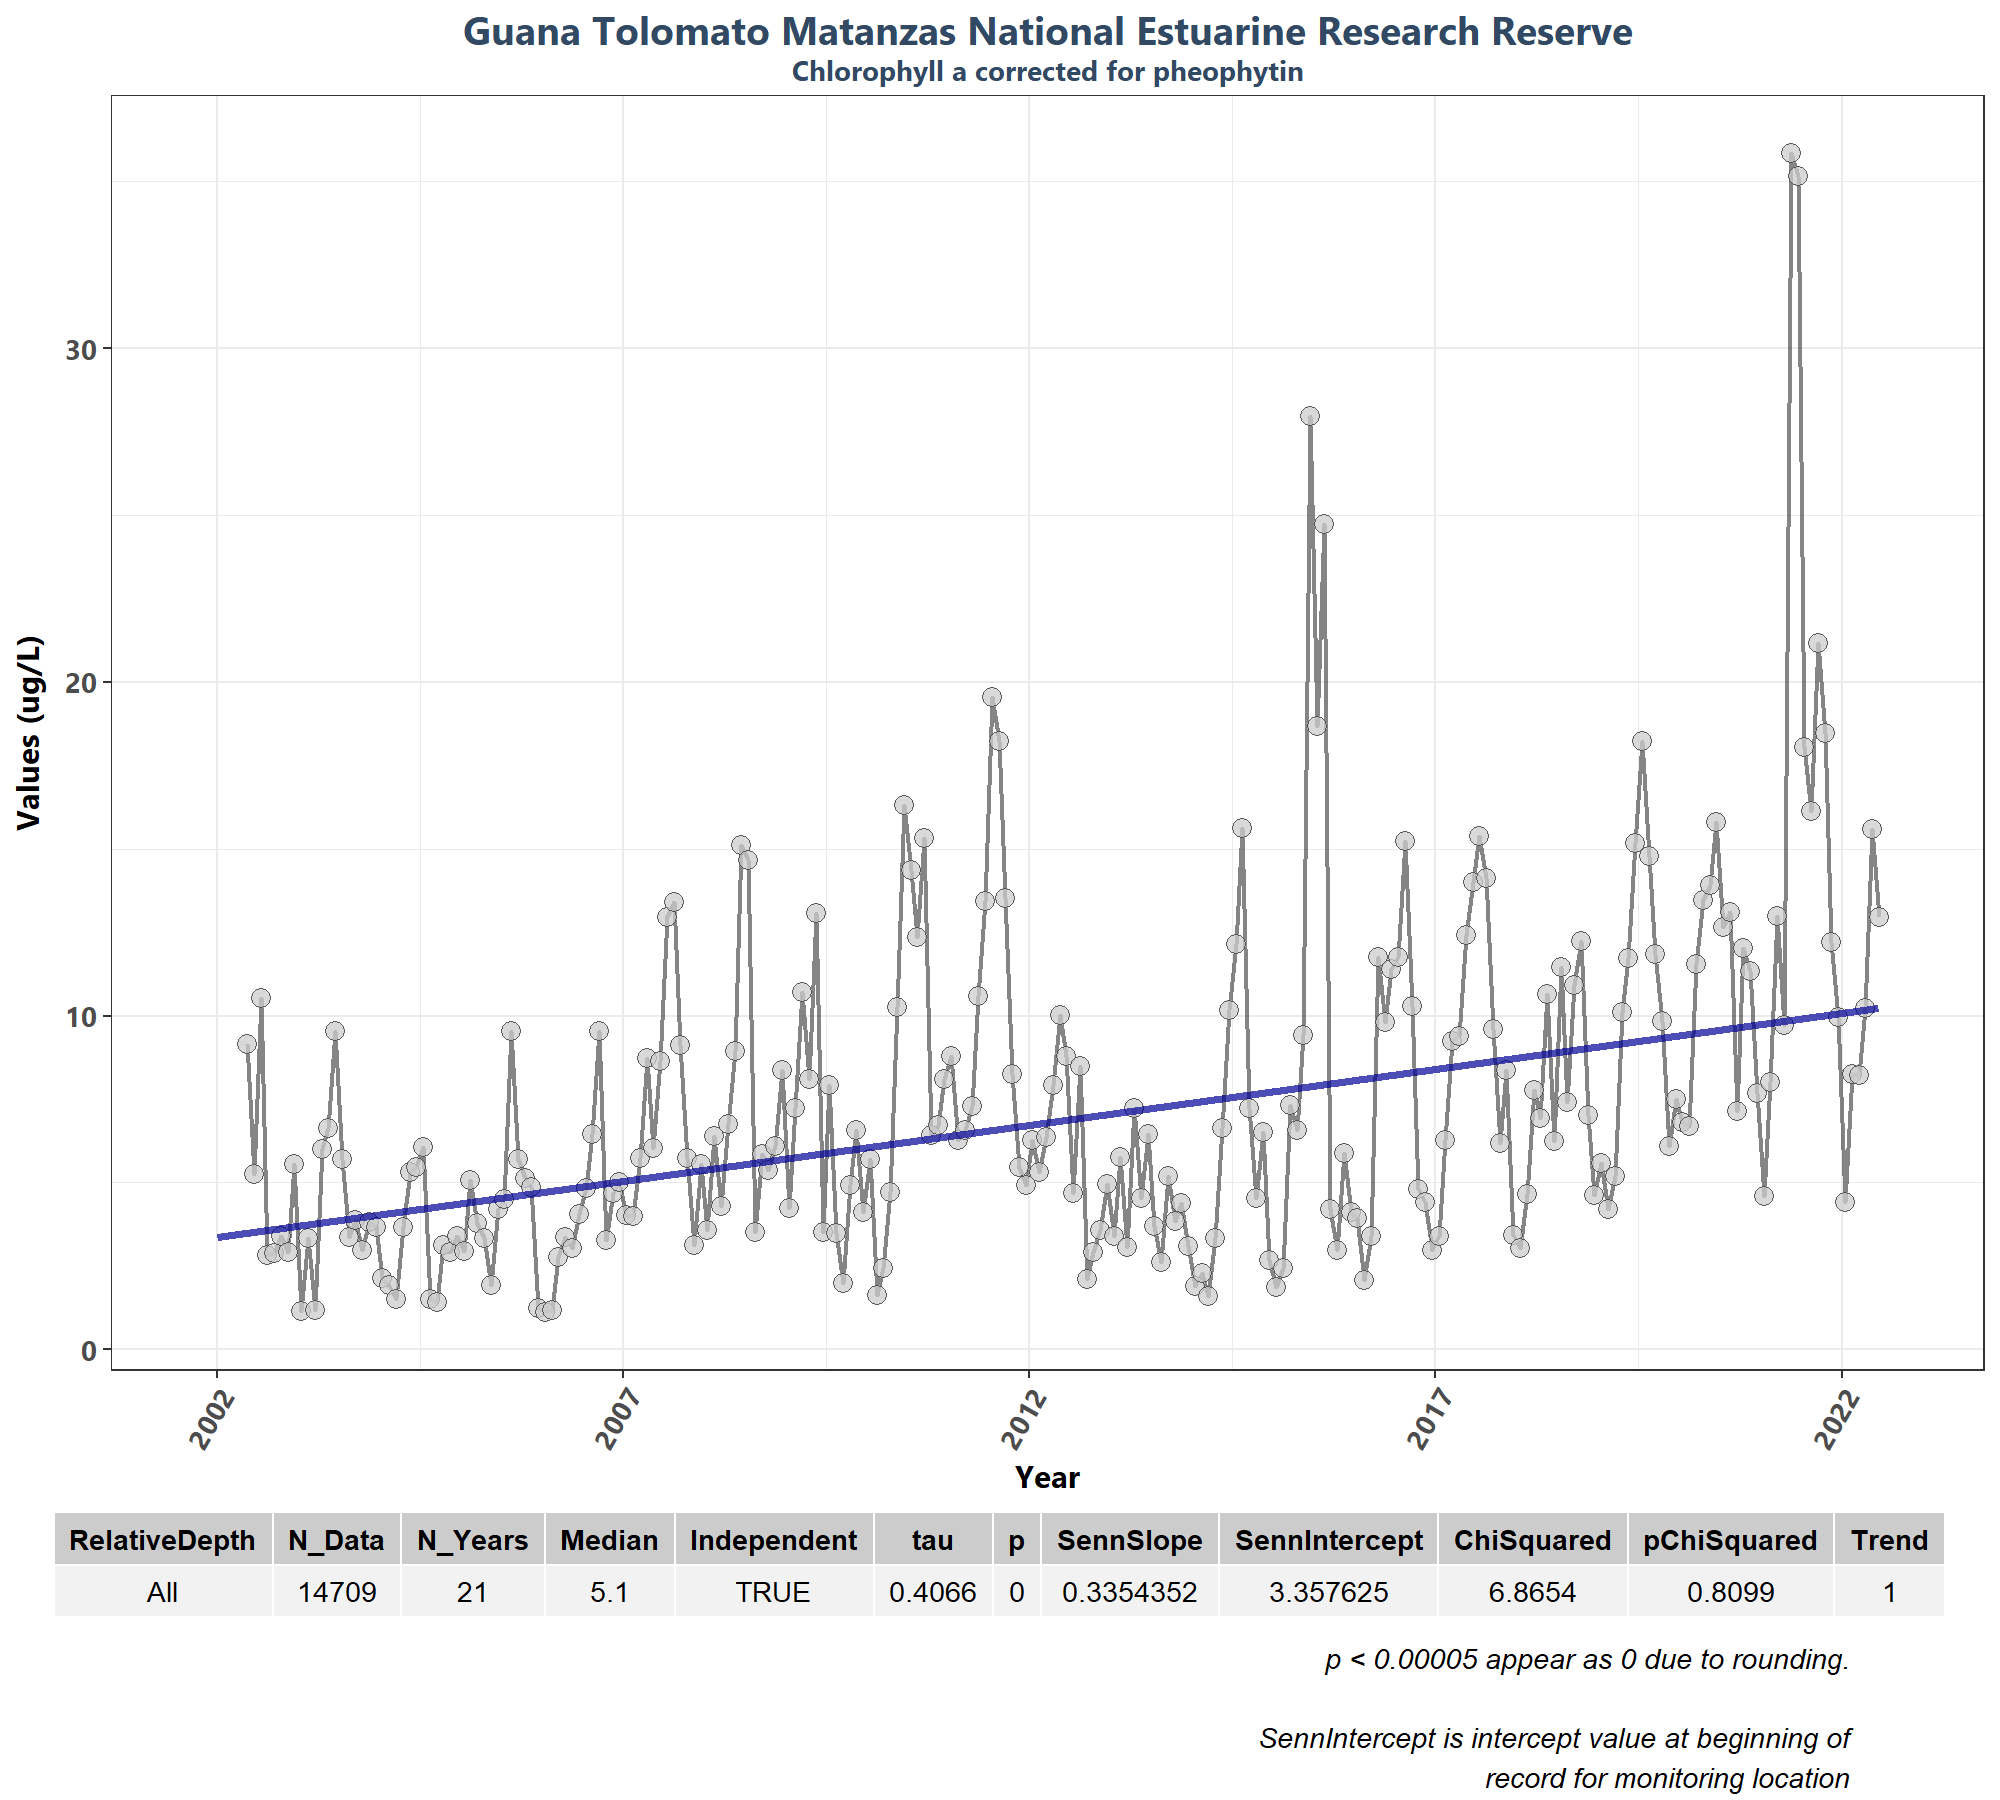 Guana Tolomato Matanzas National Estuarine Research Reserve
Chlorophyll a corrected for pheophytin
Values (ug/L)
30
20
10
0
2002 2007 2012 2017 2022
Year
RelativeDepth N_Data N_Years Median Independent tau p SennSlope SennIntercept ChiSquared pChiSquared Trend
All 14709 21 5.1 TRUE 0.4066 0 0.3354352 3.357625 6.8654 0.8099 1
p < 0.00005 appear as 0 due to rounding.
SennIntercept is intercept value at beginning of
record for monitoring location